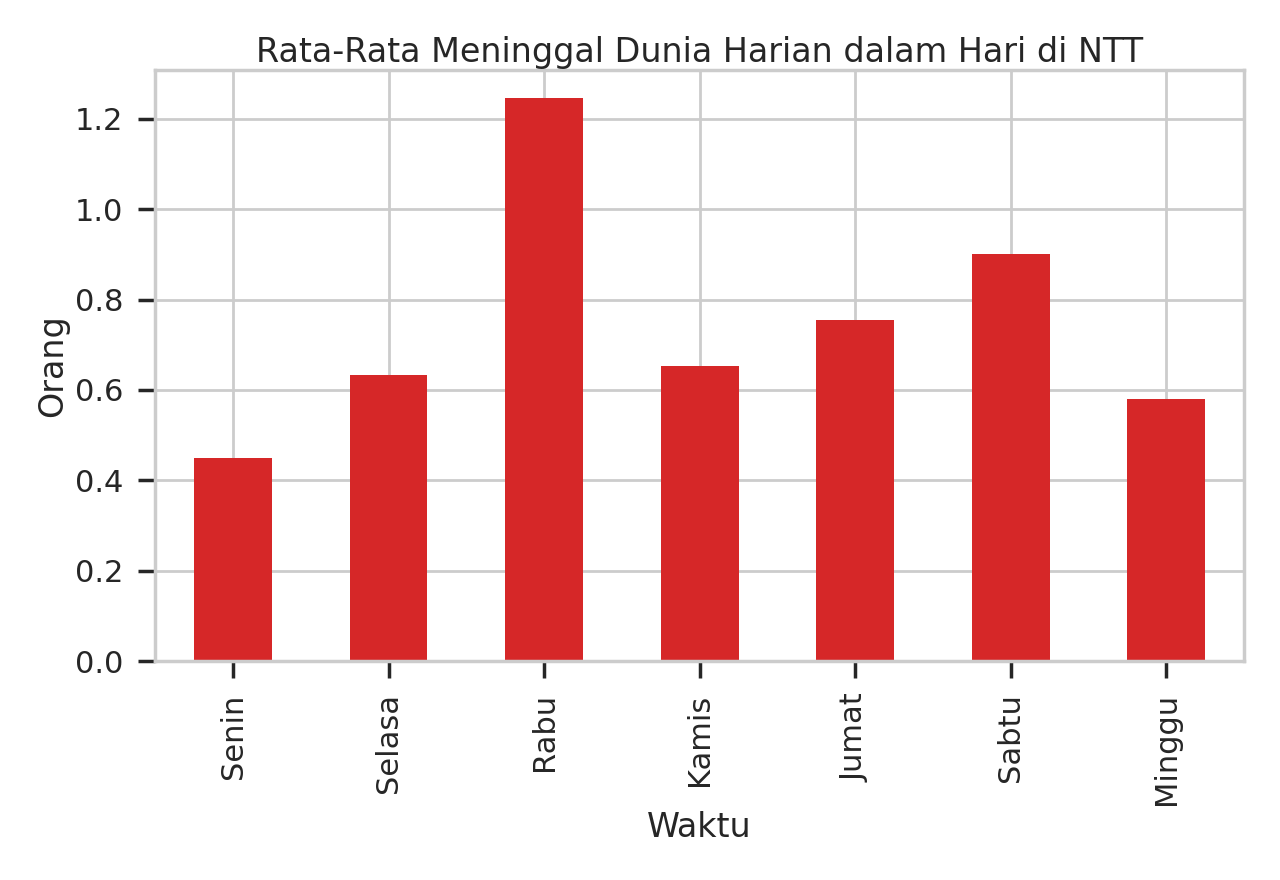 Rata-Rata Meninggal Dunia Harian dalam Hari di NTT
Orang
1.2
1.0
0.8
0.6
0.4
0.2
0.0
Senin
Selasa
Rabu
Kamis
Jumat
Sabtu
Minggu
Waktu